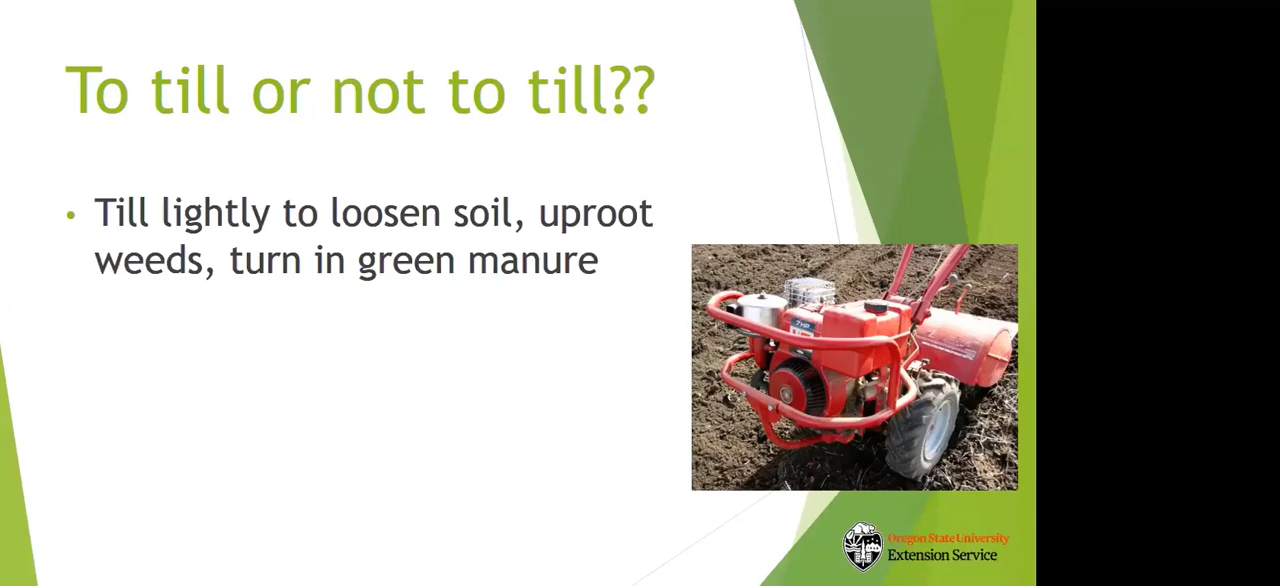 To till or not to till??
• Till lightly to loosen soil, uproot
weeds, turn in green manure
7HP
Oregon State University
Extension Service